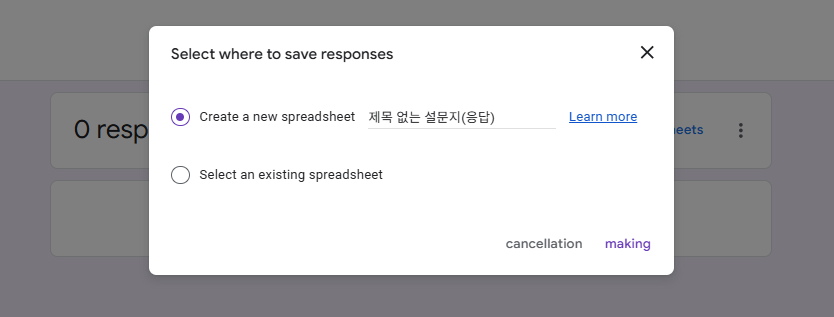 Select where to save responses
0 resp
Create a new spreadsheet 제목 없는 설문지(응답) Learn more
eets
Select an existing spreadsheet
cancellation making